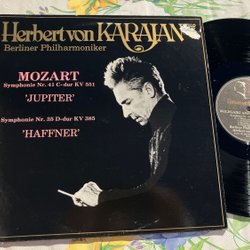 Herbert von KARAJAN
Berliner Philharmoniker
MOZART
Symphonie Nr. 41 C-dur KV 551
'JUPITER'
Symphonie Nr. 35 D-dur KV 385
'HAFFNER'